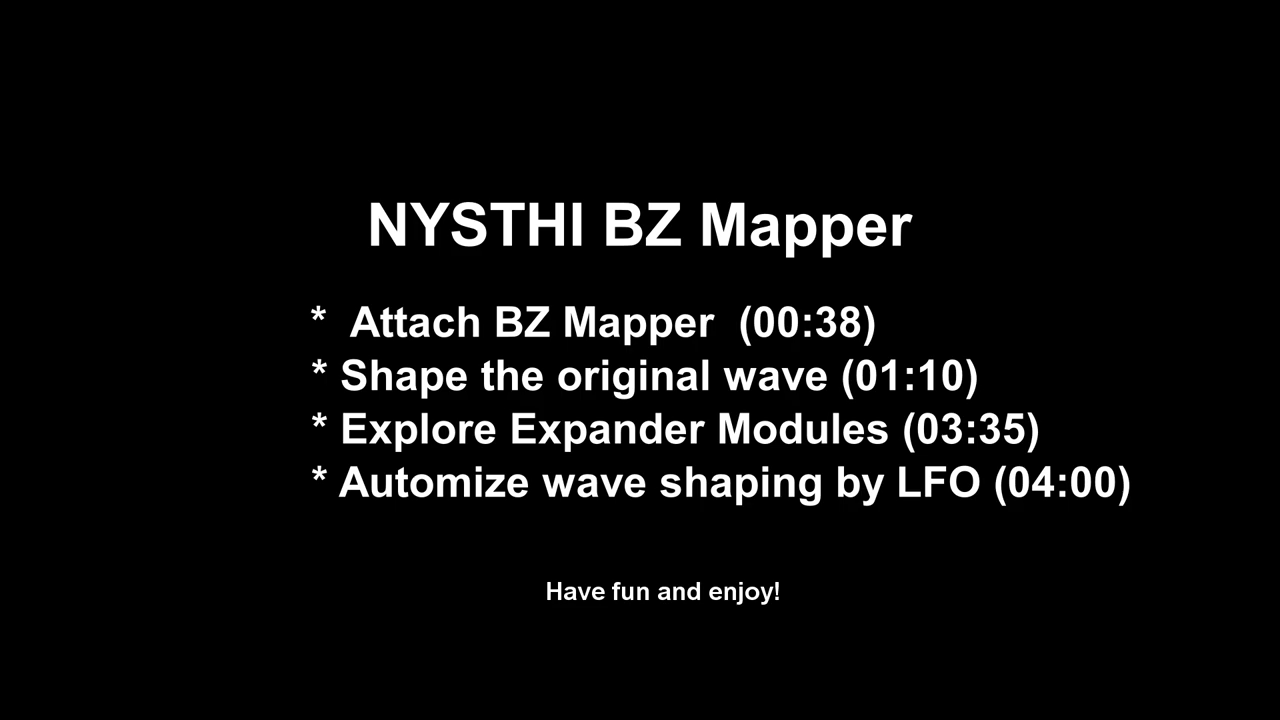 NYSTHI BZ Mapper
* Attach BZ Mapper (00:38)
* Shape the original wave (01:10)
* Explore Expander Modules (03:35)
* Automize wave shaping by LFO (04:00)
Have fun and enjoy!